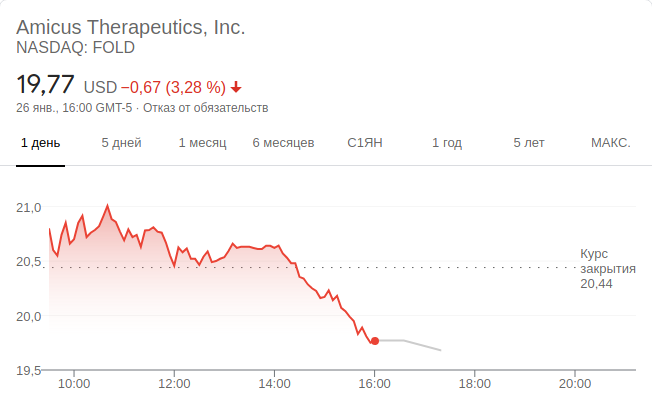 Amicus Therapeutics, Inc.
NASDAQ: FOLD
19,77 USD −0,67 (3,28 %)
26 янв., 16:00 GMT-5 · Отказ от обязательств
1 день 5 дней 1 месяц 6 месяцев С1ЯН 1 год 5 лет МАКС.
21,0
20,5
20,0
19,5
Курс
закрытия
20,44
10:00 12:00 14:00 16:00 18:00 20:00